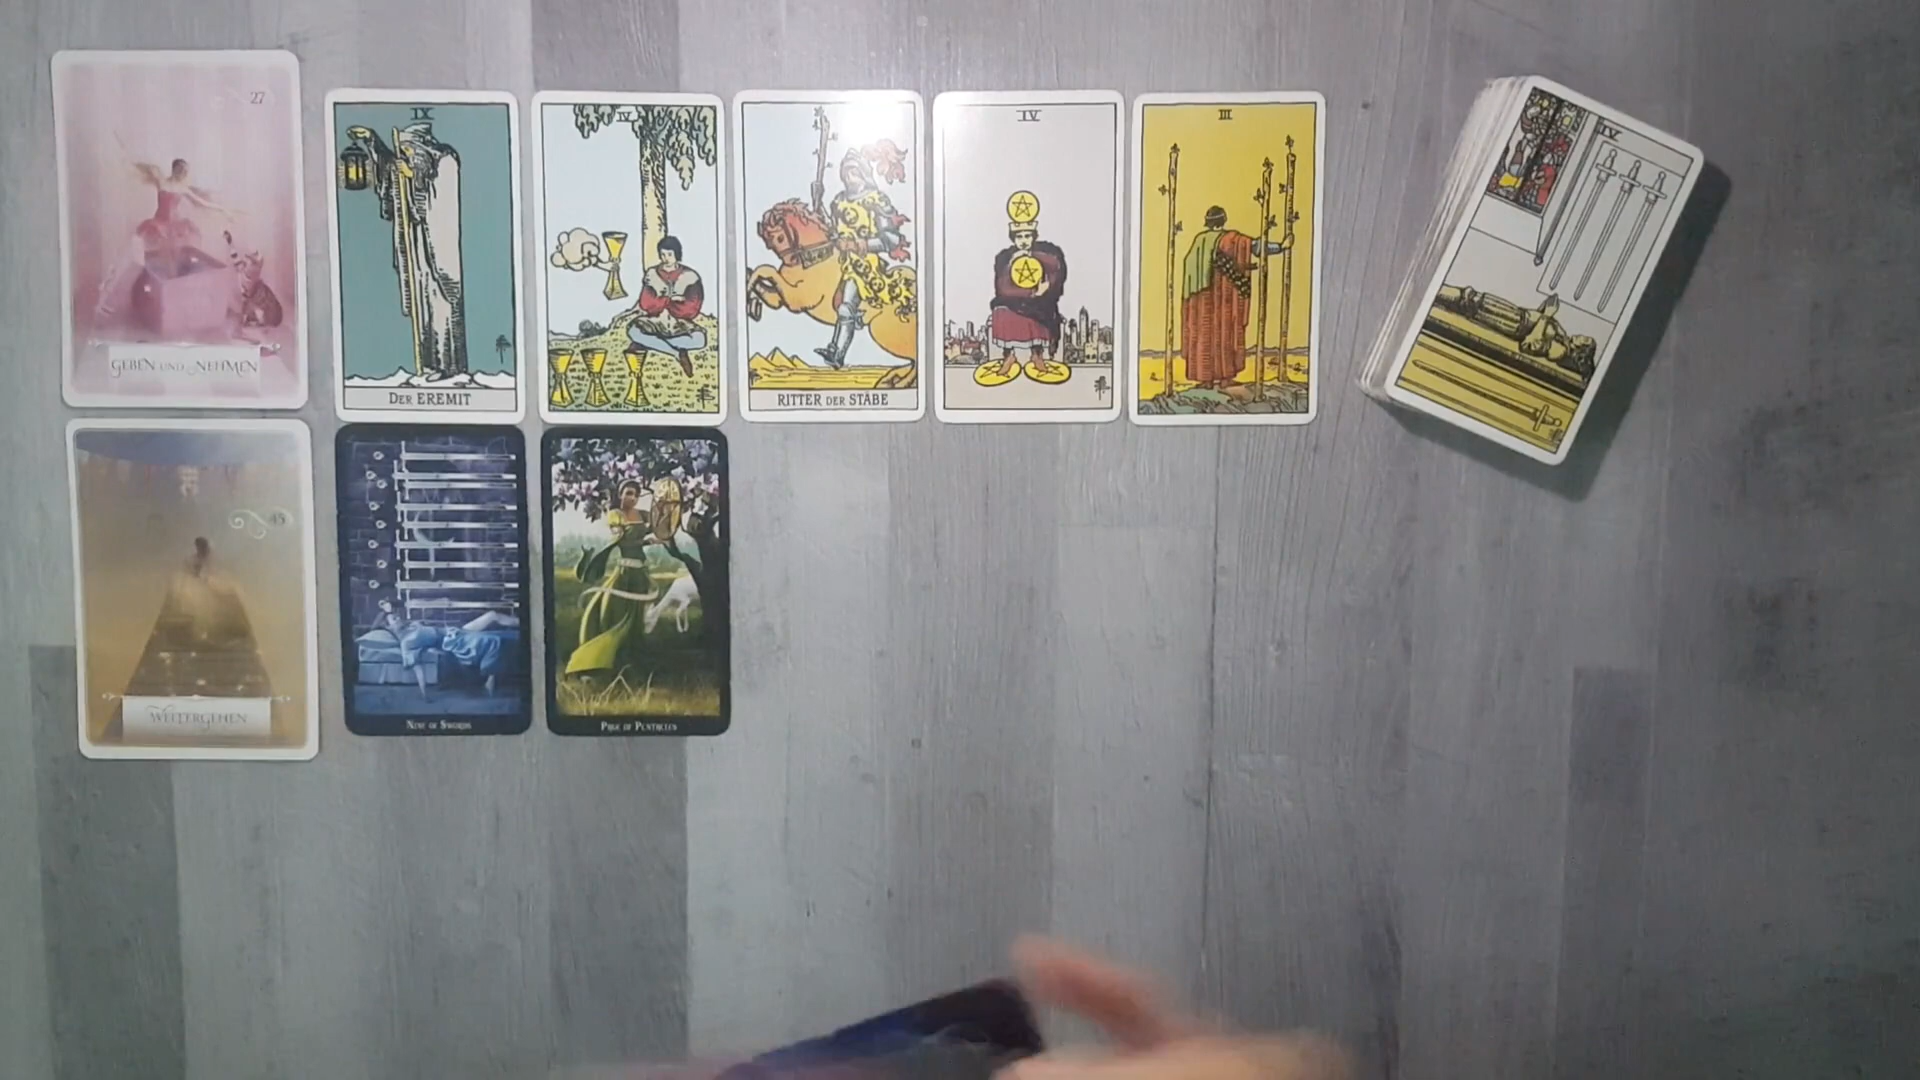 27
GEBEN UND NEHMEN
IX
DER EREMIT
IV
RITTER DER STÄBE
IV
III
IV
45
WEITERGEHEN
NINE OF SWORDS
PAGE OF PENTACLES